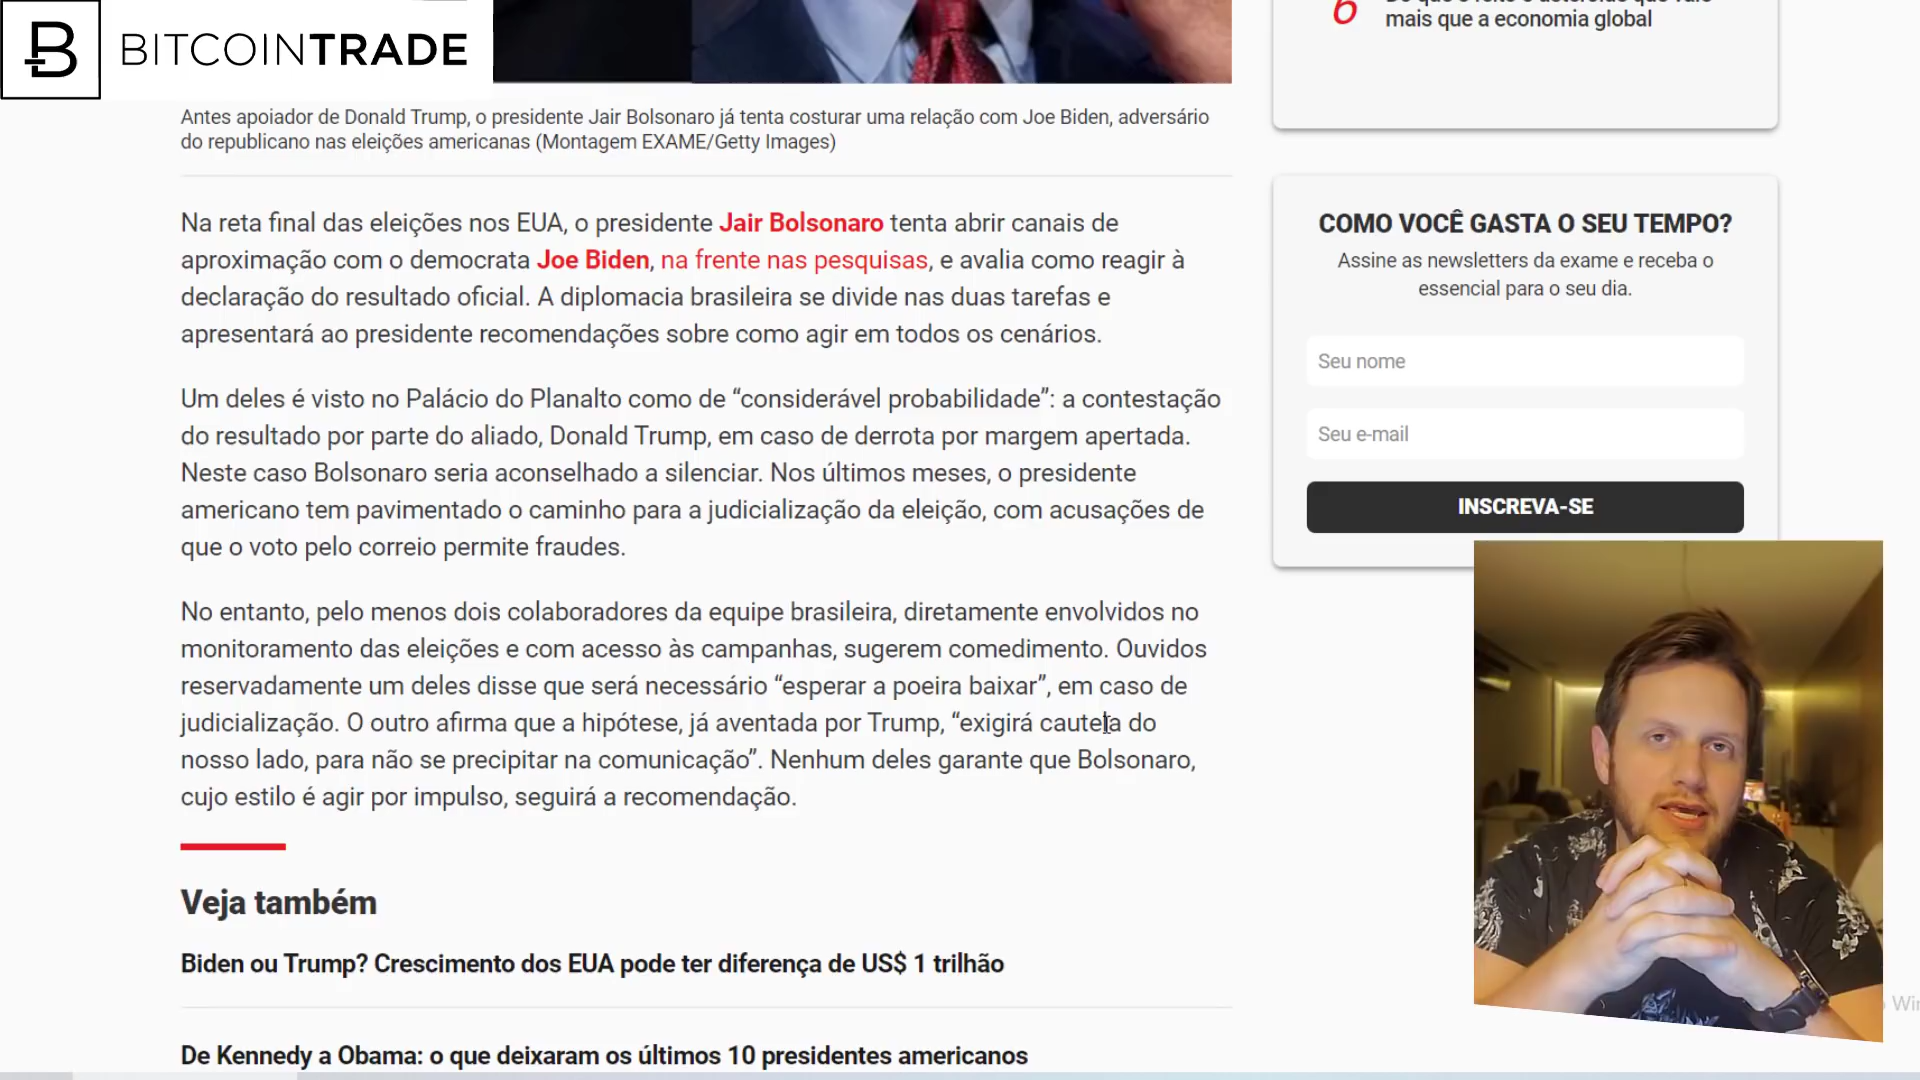 BITCOINTRADE
6
mais que a economia global
Antes apoiador de Donald Trump, o presidente Jair Bolsonaro já tenta costurar uma relação com Joe Biden, adversário
do republicano nas eleições americanas (Montagem EXAME/Getty Images)
Na reta final das eleições nos EUA, o presidente Jair Bolsonaro tenta abrir canais de
aproximação com o democrata Joe Biden, na frente nas pesquisas, e avalia como reagir à
declaração do resultado oficial. A diplomacia brasileira se divide nas duas tarefas e
apresentará ao presidente recomendações sobre como agir em todos os cenários.
Um deles é visto no Palácio do Planalto como de “considerável probabilidade”: a contestação
do resultado por parte do aliado, Donald Trump, em caso de derrota por margem apertada.
Neste caso Bolsonaro seria aconselhado a silenciar. Nos últimos meses, o presidente
americano tem pavimentado o caminho para a judicialização da eleição, com acusações de
que o voto pelo correio permite fraudes.
No entanto, pelo menos dois colaboradores da equipe brasileira, diretamente envolvidos no
monitoramento das eleições e com acesso às campanhas, sugerem comedimento. Ouvidos
reservadamente um deles disse que será necessário “esperar a poeira baixar”, em caso de
judicialização. O outro afirma que a hipótese, já aventada por Trump, “exigirá cautela do
nosso lado, para não se precipitar na comunicação”. Nenhum deles garante que Bolsonaro,
cujo estilo é agir por impulso, seguirá a recomendação.
Veja também
Biden ou Trump? Crescimento dos EUA pode ter diferença de US$ 1 trilhão
De Kennedy a Obama: o que deixaram os últimos 10 presidentes americanos
COMO VOCÊ GASTA O SEU TEMPO?
Assine as newsletters da exame e receba o
essencial para o seu dia.
Seu nome
Seu e-mail
INSCREVA-SE